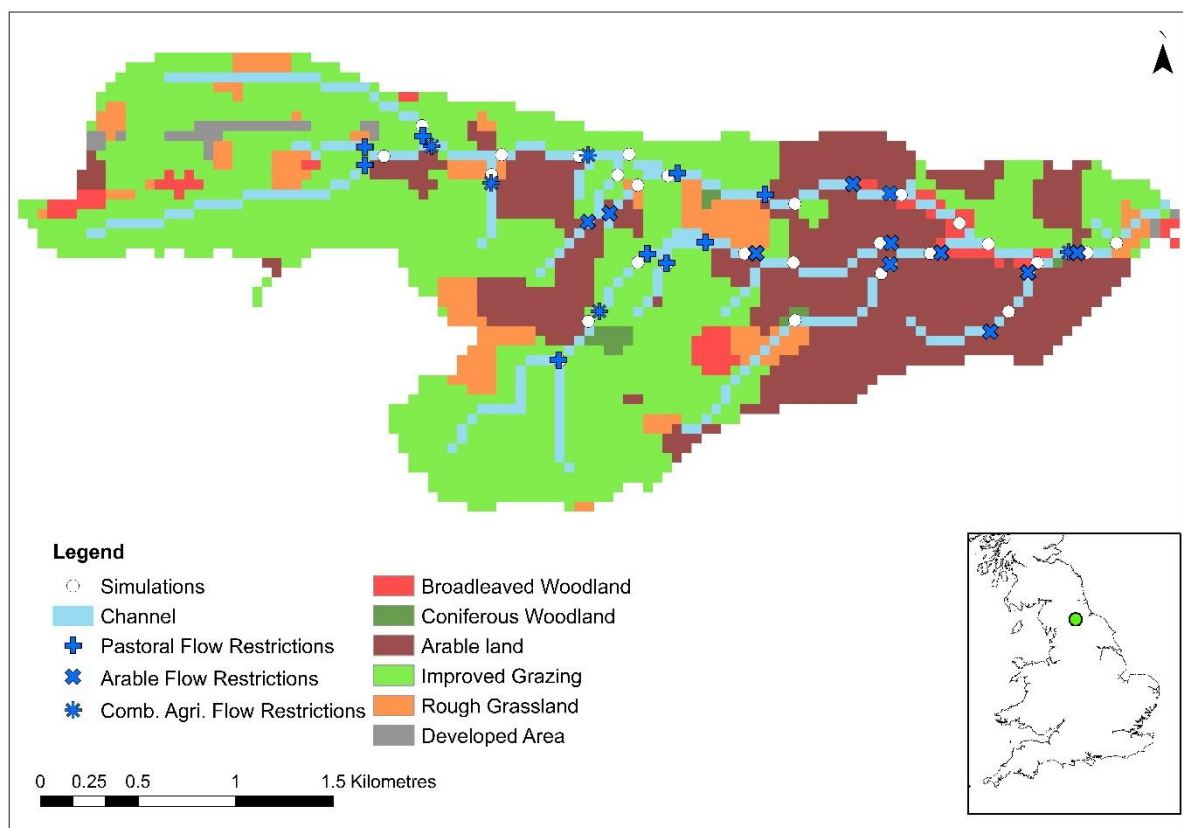 Legend
Simulations
Channel
Pastoral Flow Restrictions
Arable Flow Restrictions
Comb. Agri. Flow Restrictions
Broadleaved Woodland
Coniferous Woodland
Arable land
Improved Grazing
Rough Grassland
Developed Area
0 0.25 0.5 1 1.5 Kilometres